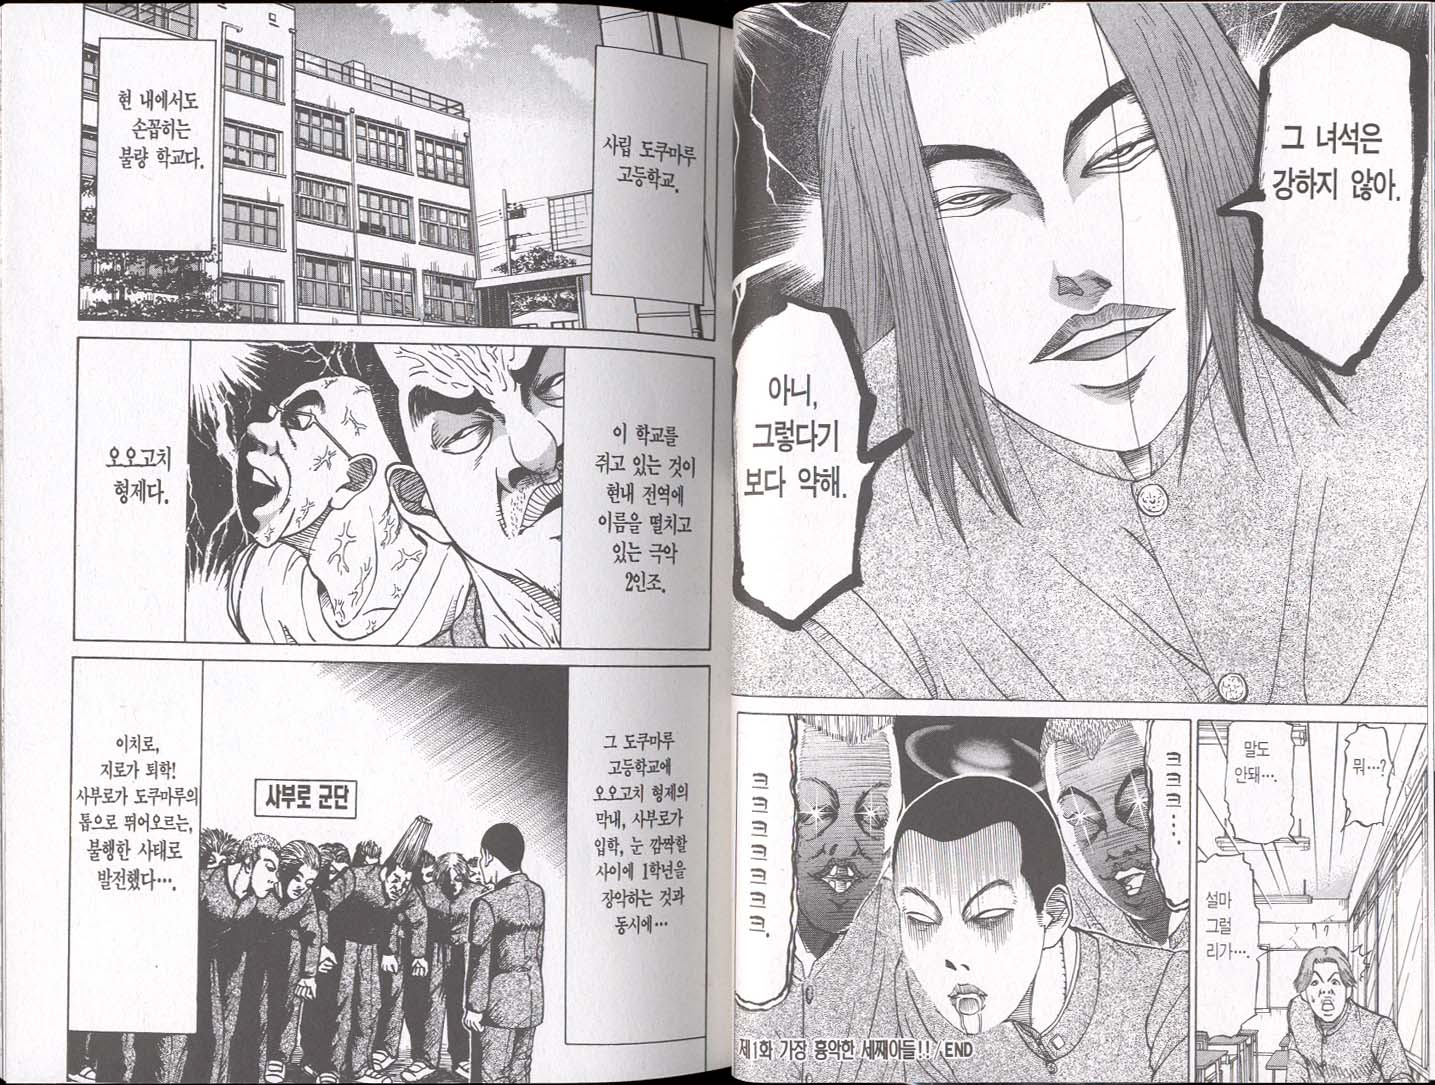 그 녀석은
강하지 않아.
아니,
그렇다기
보다 약해.
뭐…?
말도
안돼….
설마
그럴
리가….
크크크….
크크크크크크크크.
제1화 가장 흉악한 세째아들!!/END
사립 도쿠마루
고등학교.
현 내에서도
손꼽히는
불량 학교다.
이 학교를
쥐고 있는 것이
현내 전역에
이름을 떨치고
있는 극악
2인조.
오오고치
형제다.
그 도쿠마루
고등학교에
오오고치 형제의
막내, 사부로가
입학, 눈 깜짝할
사이에 1학년을
장악하는 것과
동시에…
사부로 군단
이치로,
지로가 퇴학!
사부로가 도쿠마루의
톱으로 뛰어오르는,
불행한 사태로
발전했다….